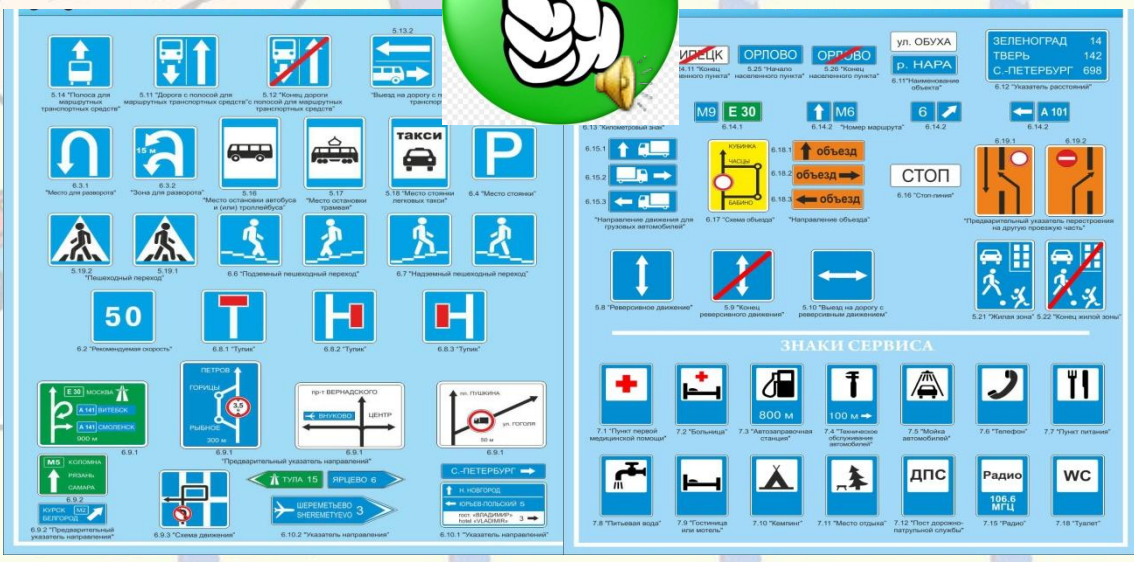 5.13.2
5.14 "Полоса для
маршрутных
транспортных средств"
5.11 "Дорога с полосой для
маршрутных транспортных средств"
5.12 "Конец дороги
с полосой для маршрутных
транспортных средств"
"Выезд на дорогу с п
транспор
15 м
такси
P
6.3.1
"Место для разворота"
6.3.2
"Зона для разворота"
5.16
"Место остановки автобуса
и (или) троллейбуса"
5.17
"Место остановки
трамвая"
5.18 "Место стоянки
легковых такси"
6.4 "Место стоянки"
5.19.2
5.19.1
"Пешеходный переход"
6.6 "Подземный пешеходный переход"
6.7 "Надземный пешеходный переход"
50
6.2 "Рекомендуемая скорость"
6.8.1 "Тупик"
6.8.2 "Тупик"
6.8.3 "Тупик"
E 30 МОСКВА
А 141 ВИТЕБСК
А 141 СМОЛЕНСК
900 м
6.9.1
ПЕТРОВ
ГОРИЦЫ
3,5
РЫБНОЕ
300 м
6.9.1
пр-т ВЕРНАДСКОГО
ВНУКОВО
ЦЕНТР
6.9.1
пл. ПУШКИНА
ул. ГОГОЛЯ
50 м
6.9.1
"Предварительный указатель направлений"
М5 КОЛОМНА
РЯЗАНЬ
САМАРА
6.9.2
КУРСК М2
БЕЛГОРОД
6.9.2 "Предварительный
указатель направления"
6.9.3 "Схема движения"
ТУЛА 15
ЯРЦЕВО 6
ШЕРЕМЕТЬЕВО
SHEREMETYEVO 3
6.10.2 "Указатель направления"
С.-ПЕТЕРБУРГ
Н. НОВГОРОД
ЮРЬЕВ-ПОЛЬСКИЙ 5
гост. «ВЛАДИМИР»
hotel «VLADIMIR» 3
6.10.1 "Указатель направлений"
ИПЕЦК
24.11 "Конец
ленного пункта"
ОРЛОВО
5.25 "Начало
населенного пункта"
ОРЛОВО
5.26 "Конец
населенного пункта"
ул. ОБУХА
р. НАРА
6.11"Наименование
объекта"
ЗЕЛЕНОГРАД 14
ТВЕРЬ 142
С.-ПЕТЕРБУРГ 698
6.12 "Указатель расстояний"
6.13 "Километровый знак"
М9 E 30
6.14.1
М6
6.14.2 "Номер маршрута"
6
6.14.2
А 101
6.14.2
6.15.1
6.15.2
6.15.3
"Направление движения для
грузовых автомобилей"
КУБИНКА
ЧАСЦЫ
БАБИНО
6.17 "Схема объезда"
6.18.1 объезд
6.18.2 объезд
6.18.3 объезд
"Направление объезда"
СТОП
6.16 "Стоп-линия"
6.19.1
6.19.2
"Предварительный указатель перестроения
на другую проезжую часть"
5.8 "Реверсивное движение"
5.9 "Конец
реверсивного движения"
5.10 "Выезд на дорогу с
реверсивным движением"
5.21 "Жилая зона"
5.22 "Конец жилой зоны"
ЗНАКИ СЕРВИСА
800 м
100 м
7.1 "Пункт первой
медицинской помощи"
7.2 "Больница"
7.3 "Автозаправочная
станция"
7.4 "Техническое
обслуживание
автомобилей"
7.5 "Мойка
автомобилей"
7.6 "Телефон"
7.7 "Пункт питания"
ДПС
Радио
106.6
МГЦ
WC
7.8 "Питьевая вода"
7.9 "Гостиница
или мотель"
7.10 "Кемпинг"
7.11 "Место отдыха"
7.12 "Пост дорожно-
патрульной службы"
7.15 "Радио"
7.18 "Туалет"